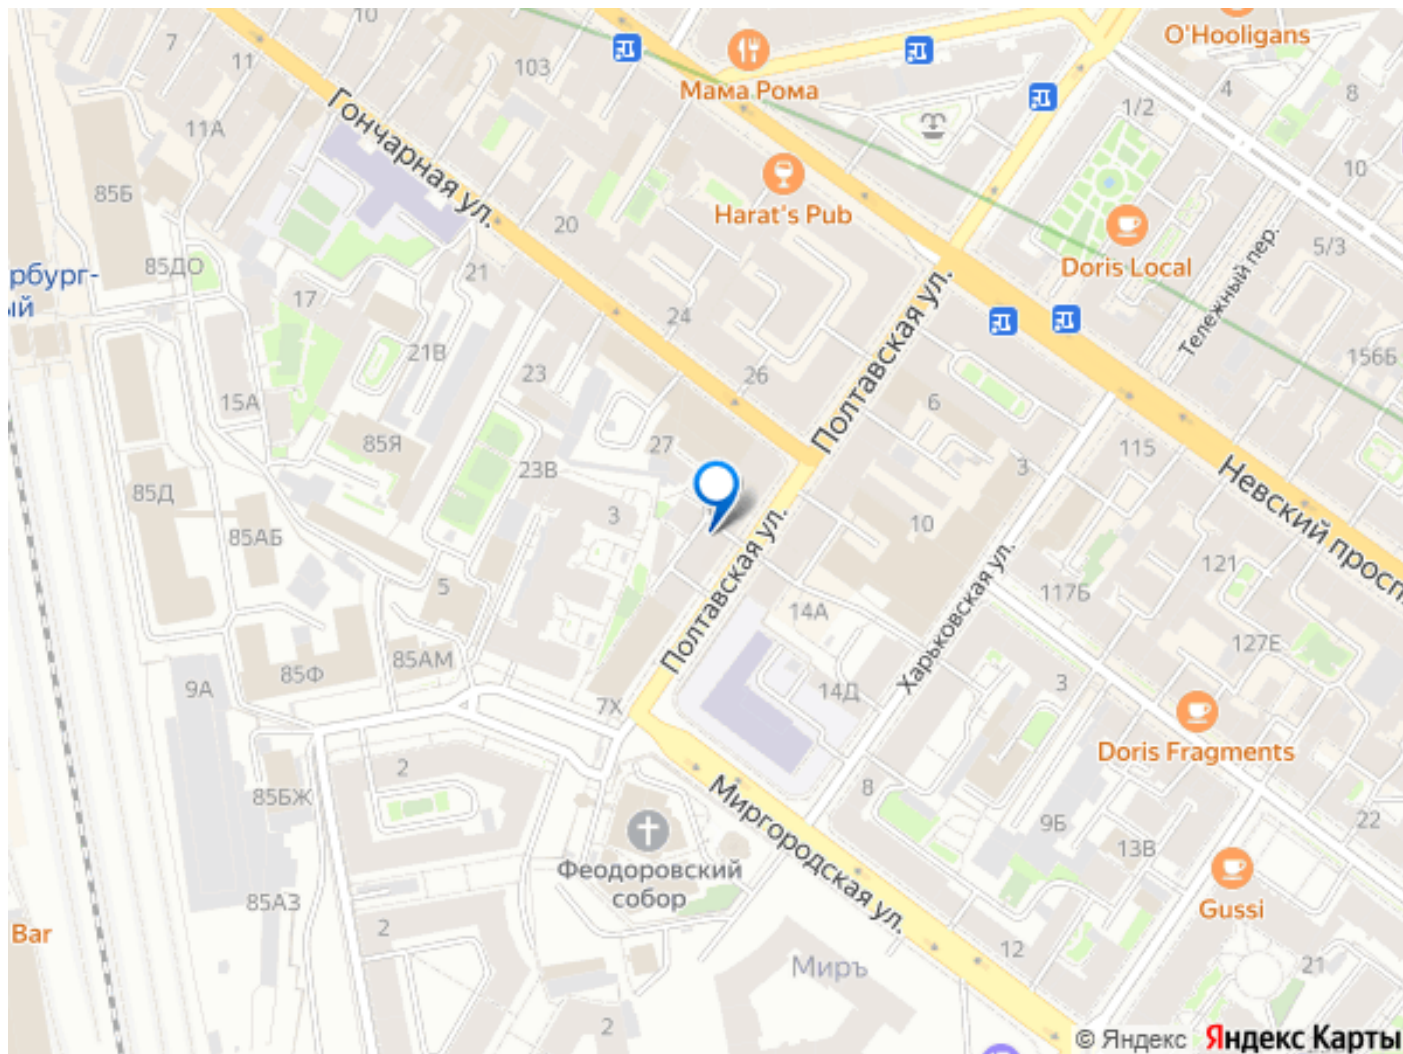 10
7
11
103
Мама Рома
O'Hooligans
4
8
1/2
Гончарная ул.
11А
85Б
Harat's Pub
10
20
Doris Local
5/3
Тележный пер.
85ДО
рбург-
ый
21
17
24
Полтавская ул.
21В
23
26
156Б
15А
6
85Я
27
115
3
23В
85Д
Невский просп
3
10
85АБ
Полтавская ул.
121
5
117Б
14А
Харьковская ул.
127Е
85АМ
85Ф
9А
14Д
3
7Х
Doris Fragments
2
Миргородская ул.
8
85БЖ
9Б
22
13В
Феодоровский
собор
85АЗ
Gussi
2
Bar
12
Миръ
21
2
© Яндекс Яндекс Карты